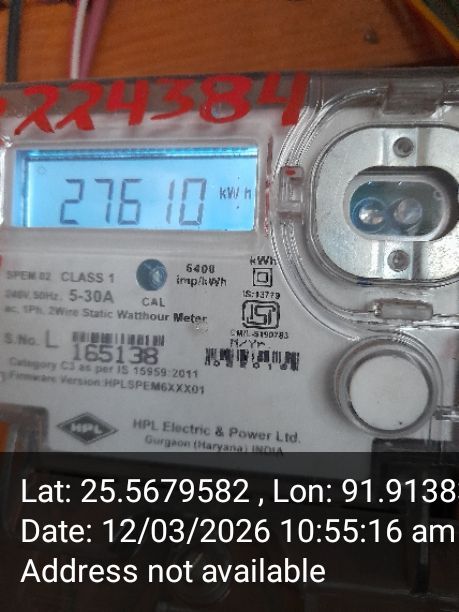 224384
27610 kWh
SPEM.02 CLASS 1
240V, 50Hz. 5-30A
CAL
6400
imp/kWh
kWh
IS:13779
ac, 1Ph, 2Wire Static Watthour Meter
CM/L-5190783
S.No. L 165138
Category C3 as per IS 15959:2011
Firmware Version:HPLSPEM6XXX01
HPL
HPL Electric & Power Ltd.
Gurgaon (Haryana) INDIA
Lat: 25.5679582 , Lon: 91.9138
Date: 12/03/2026 10:55:16 am
Address not available